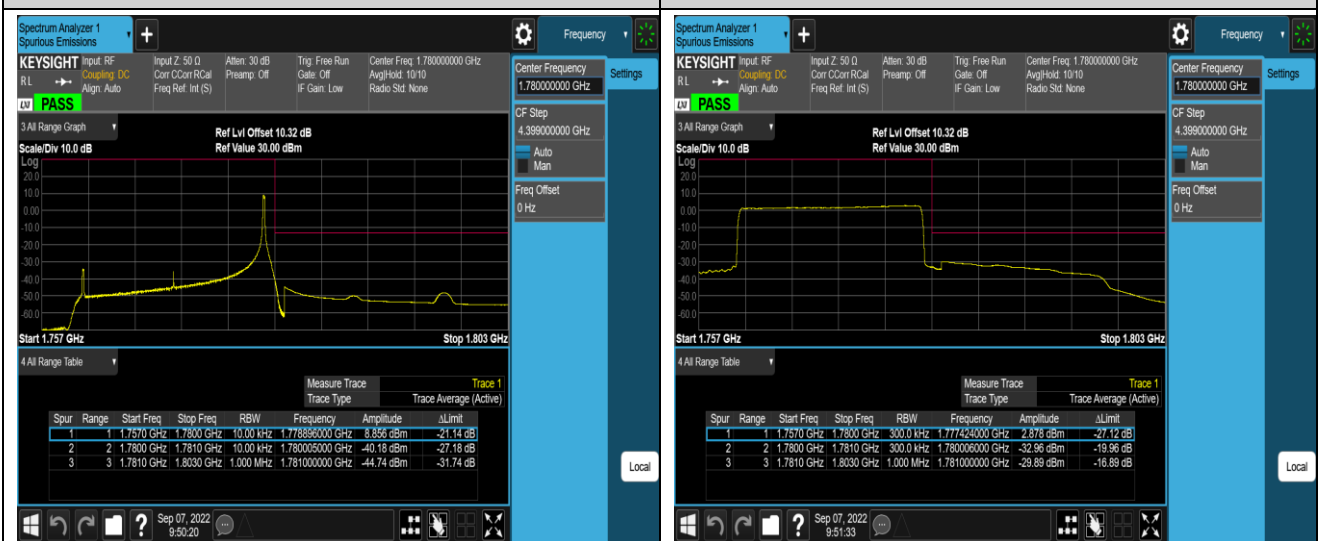 Spectrum Analyzer 1
Spurious Emissions
+
Frequency
KEYSIGHT Input: RF Input Z: 50 Ω Atten: 30 dB Trig: Free Run Center Freq: 1.780000000 GHz
RL Coupling: DC Corr CCorr RCal Preamp: Off Gate: Off Avg|Hold: 10/10
Align: Auto Freq Ref: Int (S) IF Gain: Low Radio Std: None
LXI PASS
Center Frequency
1.780000000 GHz
Settings
CF Step
4.399000000 GHz
Auto
Man
Freq Offset
0 Hz
3 All Range Graph
Ref Lvl Offset 10.32 dB
Scale/Div 10.0 dB Ref Value 30.00 dBm
Log
20.0
10.0
0.00
-10.0
-20.0
-30.0
-40.0
-50.0
-60.0
Start 1.757 GHz Stop 1.803 GHz
4 All Range Table
Measure Trace Trace 1
Trace Type Trace Average (Active)
Spur Range Start Freq Stop Freq RBW Frequency Amplitude ΔLimit
1 1 1.7570 GHz 1.7800 GHz 10.00 kHz 1.778896000 GHz 8.856 dBm -21.14 dB
2 2 1.7800 GHz 1.7810 GHz 10.00 kHz 1.780005000 GHz -40.18 dBm -27.18 dB
3 3 1.7810 GHz 1.8030 GHz 1.000 MHz 1.781000000 GHz -44.74 dBm -31.74 dB
Local
? Sep 07, 2022
9:50:20
Spectrum Analyzer 1
Spurious Emissions
+
Frequency
KEYSIGHT Input: RF Input Z: 50 Ω Atten: 30 dB Trig: Free Run Center Freq: 1.780000000 GHz
RL Coupling: DC Corr CCorr RCal Preamp: Off Gate: Off Avg|Hold: 10/10
Align: Auto Freq Ref: Int (S) IF Gain: Low Radio Std: None
LXI PASS
Center Frequency
1.780000000 GHz
Settings
CF Step
4.399000000 GHz
Auto
Man
Freq Offset
0 Hz
3 All Range Graph
Ref Lvl Offset 10.32 dB
Scale/Div 10.0 dB Ref Value 30.00 dBm
Log
20.0
10.0
0.00
-10.0
-20.0
-30.0
-40.0
-50.0
-60.0
Start 1.757 GHz Stop 1.803 GHz
4 All Range Table
Measure Trace Trace 1
Trace Type Trace Average (Active)
Spur Range Start Freq Stop Freq RBW Frequency Amplitude ΔLimit
1 1 1.7570 GHz 1.7800 GHz 300.0 kHz 1.777424000 GHz 2.878 dBm -27.12 dB
2 2 1.7800 GHz 1.7810 GHz 300.0 kHz 1.780006000 GHz -32.96 dBm -19.96 dB
3 3 1.7810 GHz 1.8030 GHz 1.000 MHz 1.781000000 GHz -29.89 dBm -16.89 dB
Local
? Sep 07, 2022
9:51:33